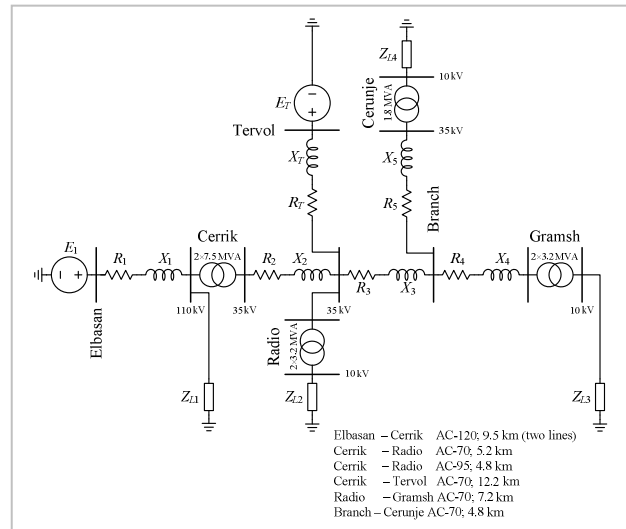 Z_L4
10 kV
Cerunje
1.8 MVA
E_T
Tervol
35 kV
X_T
X_5
R_T
R_5
Branch
E_1
R_1
X_1
Cerrik
2×7.5 MVA
R_2
X_2
R_3
X_3
R_4
X_4
Gramsh
2×3.2 MVA
Elbasan
110 kV
35 kV
35 kV
10 kV
Radio
2×3.2 MVA
10 kV
Z_L1
Z_L2
Z_L3
Elbasan – Cerrik AC-120; 9.5 km (two lines)
Cerrik – Radio AC-70; 5.2 km
Cerrik – Radio AC-95; 4.8 km
Cerrik – Tervol AC-70; 12.2 km
Radio – Gramsh AC-70; 7.2 km
Branch – Cerunje AC-70; 4.8 km